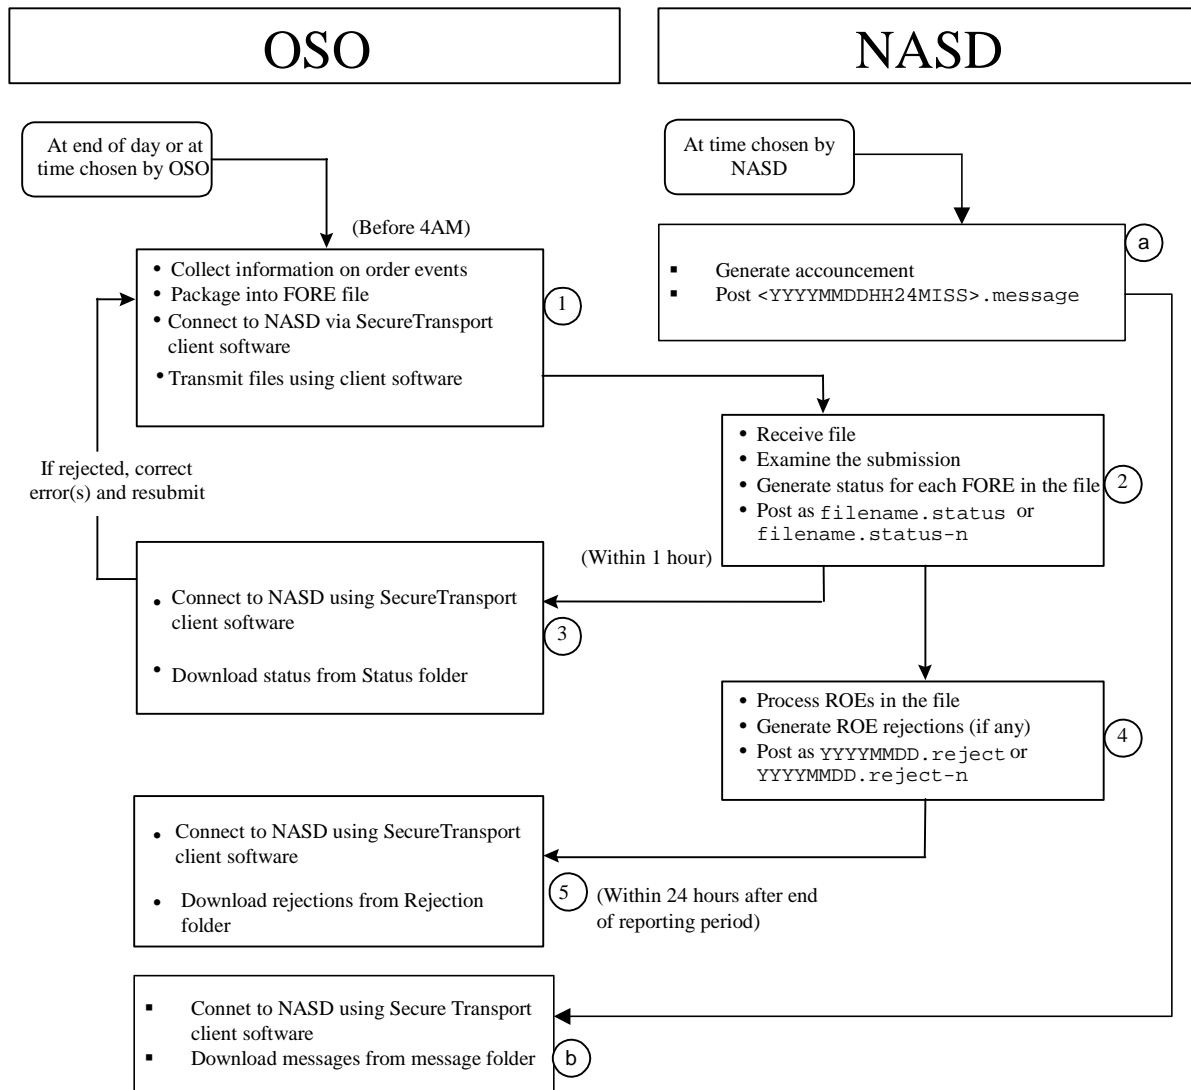 OSO
NASD
At end of day or at
time chosen by OSO
At time chosen by
NASD
(Before 4AM)
• Collect information on order events
• Package into FORE file
• Connect to NASD via SecureTransport
client software
• Transmit files using client software
1
▪ Generate accouncement
▪ Post <YYYYMMDDHH24MISS>.message
a
• Receive file
• Examine the submission
• Generate status for each FORE in the file
• Post as filename.status or
filename.status-n
2
If rejected, correct
error(s) and resubmit
(Within 1 hour)
• Connect to NASD using SecureTransport
client software
• Download status from Status folder
3
• Process ROEs in the file
• Generate ROE rejections (if any)
• Post as YYYYMMDD.reject or
YYYYMMDD.reject-n
4
• Connect to NASD using SecureTransport
client software
• Download rejections from Rejection
folder
5
(Within 24 hours after end
of reporting period)
▪ Connet to NASD using Secure Transport
client software
▪ Download messages from message folder
b